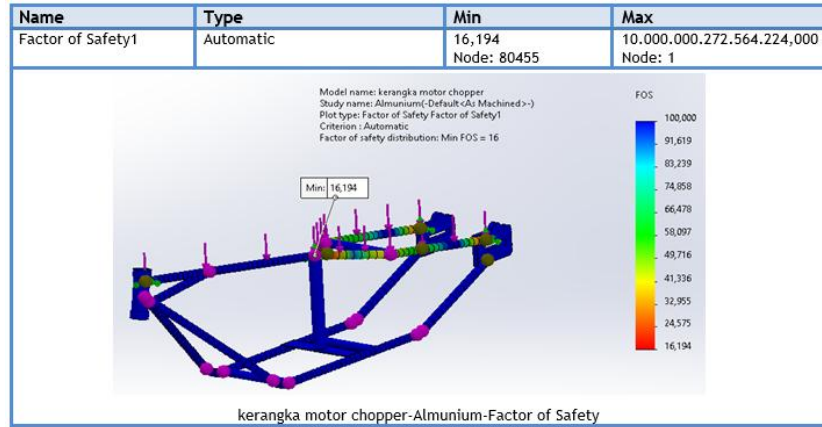 Name Type Min Max
Factor of Safety1 Automatic 16,194 10.000.000.272.564.224,000
Node: 80455 Node: 1
Model name: kerangka motor chopper
Study name: Almunium(-Default<As Machined>-)
Plot type: Factor of Safety Factor of Safety1
Criterion : Automatic
Factor of safety distribution: Min FOS = 16
FOS
100,000
91,619
83,239
74,858
66,478
58,097
49,716
41,336
32,955
24,575
16,194
Min: 16,194
kerangka motor chopper-Almunium-Factor of Safety